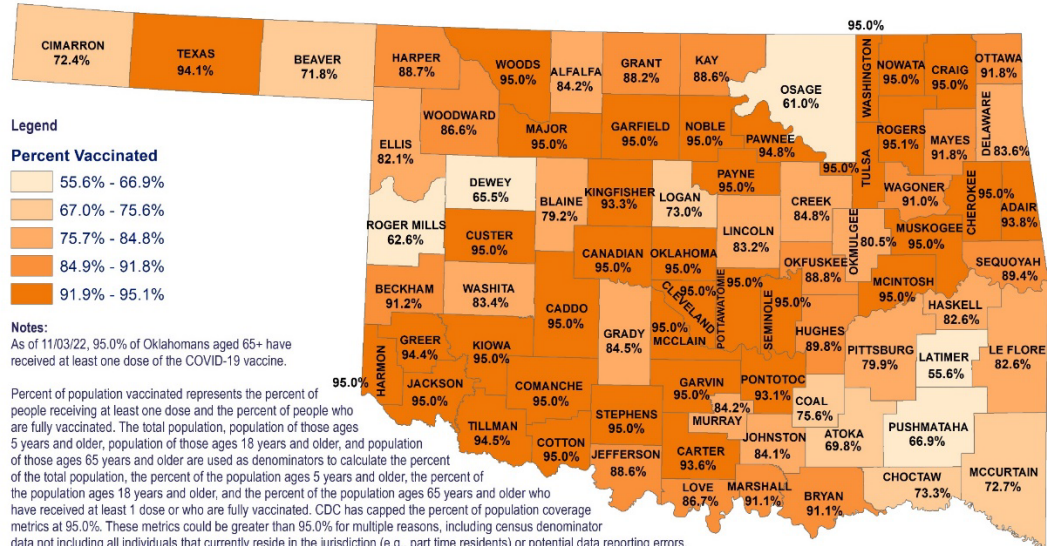 95.0%
CIMARRON
72.4%
TEXAS
94.1%
BEAVER
71.8%
HARPER
88.7%
WOODS
95.0%
ALFALFA
84.2%
GRANT
88.2%
KAY
88.6%
OSAGE
61.0%
WASHINGTON
NOWATA
95.0%
CRAIG
95.0%
OTTAWA
91.8%
WOODWARD
86.6%
MAJOR
95.0%
GARFIELD
95.0%
NOBLE
95.0%
PAWNEE
94.8%
ROGERS
95.1%
MAYES
91.8%
DELAWARE
83.6%
ELLIS
82.1%
DEWEY
65.5%
BLAINE
79.2%
KINGFISHER
93.3%
LOGAN
73.0%
PAYNE
95.0%
95.0%
TULSA
CREEK
84.8%
WAGONER
91.0%
CHEROKEE
95.0%
ADAIR
93.8%
ROGER MILLS
62.6%
CUSTER
95.0%
CANADIAN
95.0%
OKLAHOMA
95.0%
LINCOLN
83.2%
OKFUSKEE
88.8%
OKMULGEE
80.5%
MUSKOGEE
95.0%
SEQUOYAH
89.4%
BECKHAM
91.2%
WASHITA
83.4%
CADDO
95.0%
GRADY
84.5%
CLEVELAND
95.0%
95.0%
MCCLAIN
POTTAWATOMIE
95.0%
SEMINOLE
95.0%
HUGHES
89.8%
MCINTOSH
95.0%
HASKELL
82.6%
PITTSBURG
79.9%
LATIMER
55.6%
LE FLORE
82.6%
HARMON
95.0%
GREER
94.4%
KIOWA
95.0%
JACKSON
95.0%
COMANCHE
95.0%
TILLMAN
94.5%
COTTON
95.0%
STEPHENS
95.0%
JEFFERSON
88.6%
GARVIN
95.0%
84.2%
MURRAY
PONTOTOC
93.1%
COAL
75.6%
CARTER
93.6%
JOHNSTON
84.1%
ATOKA
69.8%
PUSHMATAHA
66.9%
LOVE
86.7%
MARSHALL
91.1%
BRYAN
91.1%
CHOCTAW
73.3%
MCCURTAIN
72.7%
Legend
Percent Vaccinated
55.6% - 66.9%
67.0% - 75.6%
75.7% - 84.8%
84.9% - 91.8%
91.9% - 95.1%
Notes:
As of 11/03/22, 95.0% of Oklahomans aged 65+ have
received at least one dose of the COVID-19 vaccine.
Percent of population vaccinated represents the percent of
people receiving at least one dose and the percent of people who
are fully vaccinated. The total population, population of those ages
5 years and older, population of those ages 18 years and older, and population
of those ages 65 years and older are used as denominators to calculate the percent
of the total population, the percent of the population ages 5 years and older, the percent of
the population ages 18 years and older, and the percent of the population ages 65 years and older who
have received at least 1 dose or who are fully vaccinated. CDC has capped the percent of population coverage
metrics at 95.0%. These metrics could be greater than 95.0% for multiple reasons, including census denominator
data not including all individuals that currently reside in the jurisdiction (e.g., part time residents) or potential data reporting errors